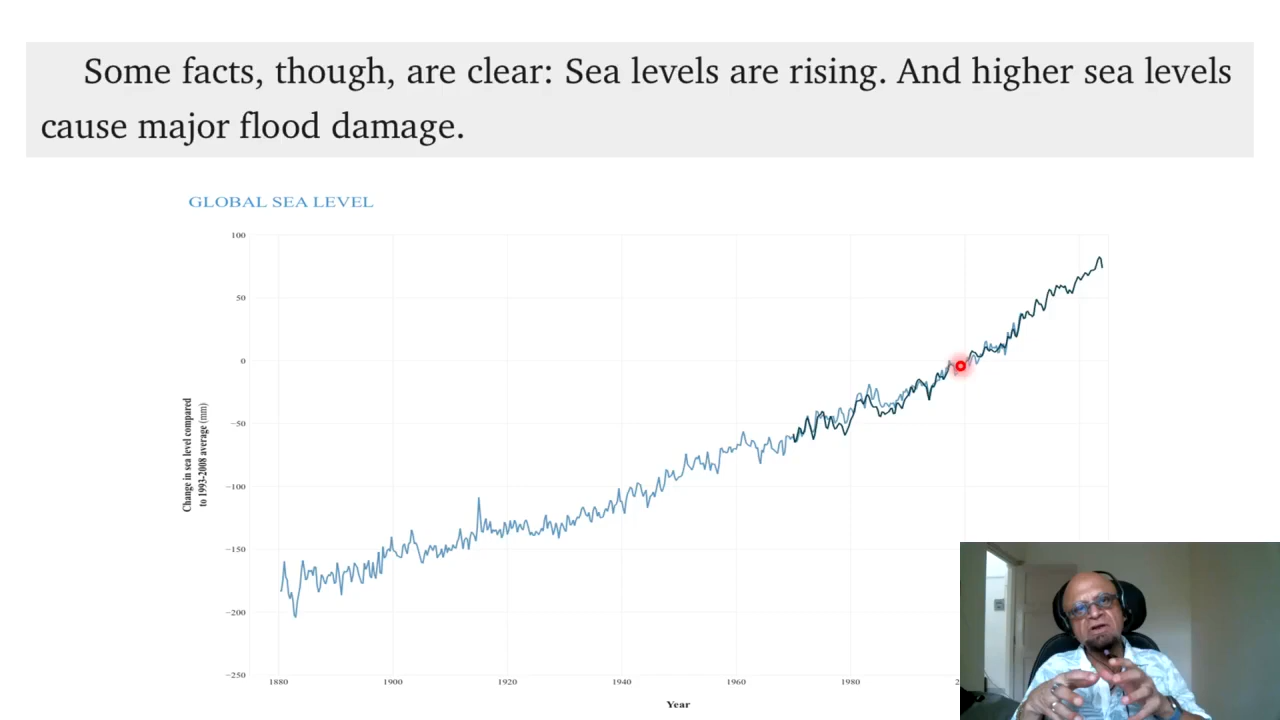 Some facts, though, are clear: Sea levels are rising. And higher sea levels
cause major flood damage.
GLOBAL SEA LEVEL
100
50
0
−50
−100
−150
−200
−250
Change in sea level compared
to 1993-2008 average (mm)
1880
1900
1920
1940
1960
1980
Year